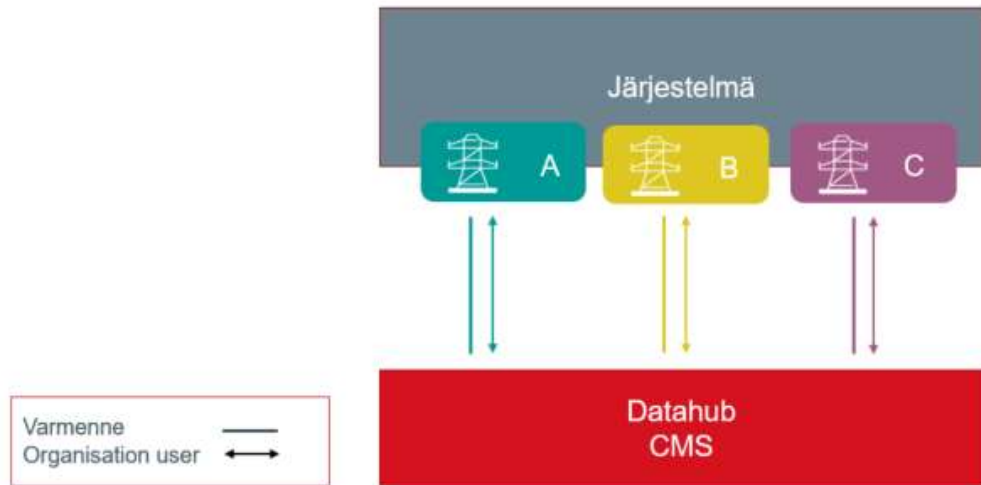 Järjestelmä
A
B
C
Datahub
CMS
Varmenne
Organisation user